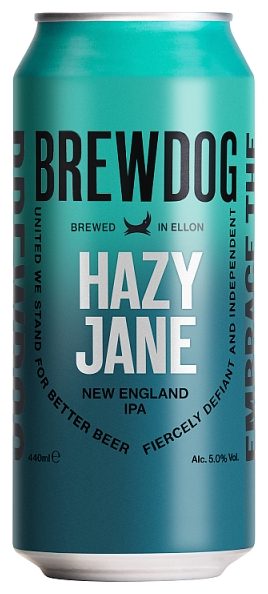 BREWDOG
BREWED IN ELLON
HAZY
JANE
NEW ENGLAND
IPA
UNITED WE STAND FOR BETTER BEER
FIERCELY DEFIANT AND INDEPENDENT
440ml e
Alc. 5.0% Vol.
BREWDOG
EMBRACE THE